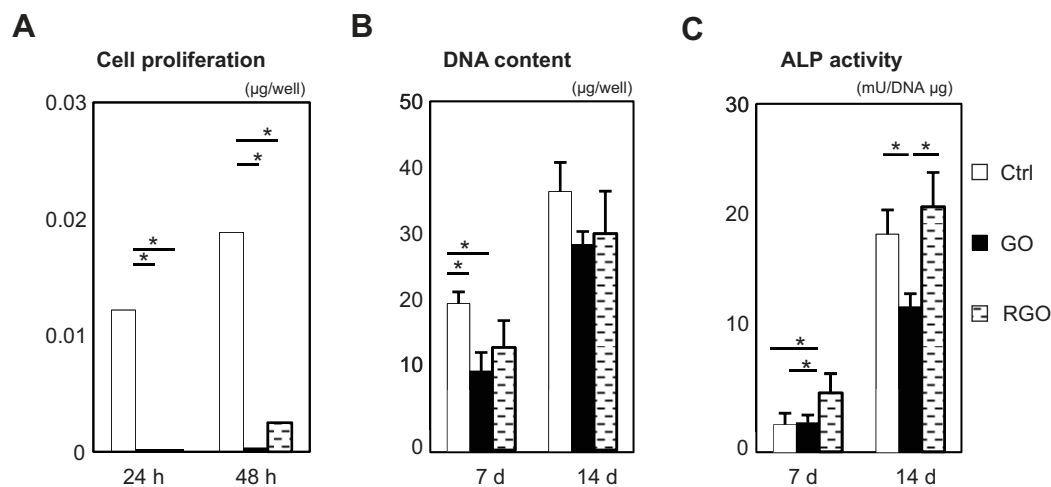 A
Cell proliferation
(µg/well)
0.03
0.02
0.01
0
*
*
*
*
24 h
48 h
B
DNA content
(µg/well)
50
40
30
20
10
0
*
*
7 d
14 d
C
ALP activity
(mU/DNA µg)
30
20
10
0
*
*
*
*
7 d
14 d
Ctrl
GO
RGO